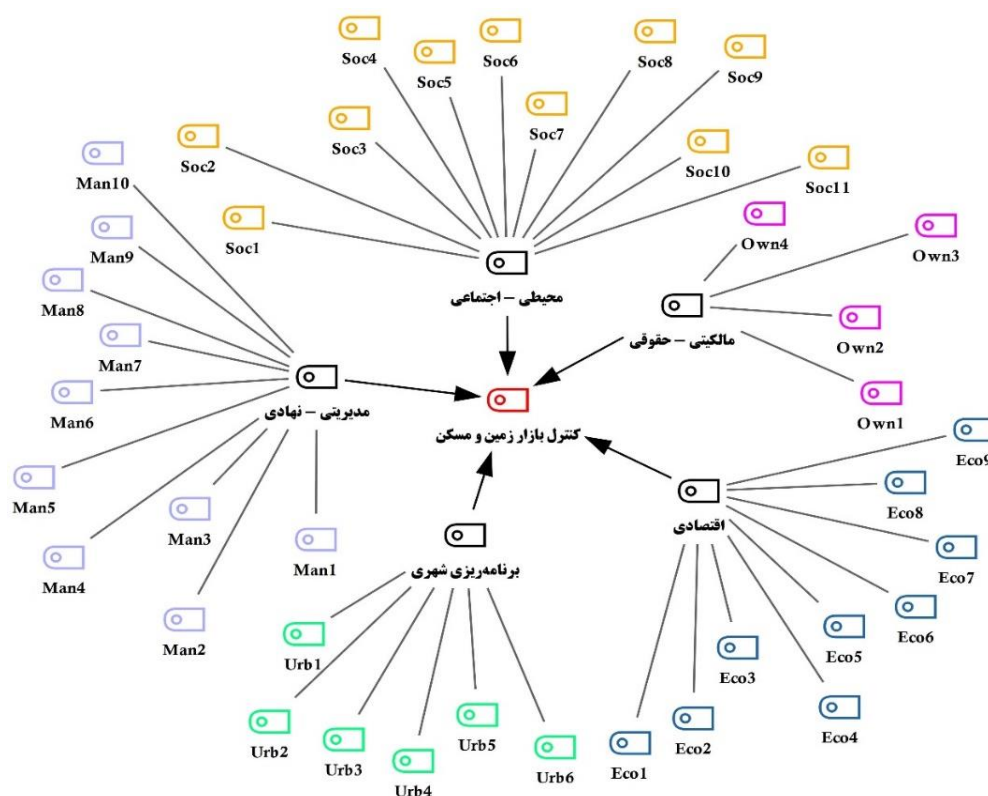 Soc4
Soc5
Soc6
Soc8
Soc9
Soc2
Soc3
Soc7
Soc10
Soc11
Soc1
Man10
Man9
Man8
Man7
Man6
Man5
Man4
Man3
Man2
Man1
Own4
Own3
Own2
Own1
محیطی – اجتماعی
مالکیتی – حقوقی
مدیریتی – نهادی
کنترل بازار زمین و مسکن
برنامه‌ریزی شهری
اقتصادی
Eco9
Eco8
Eco7
Eco6
Eco5
Eco4
Eco3
Eco2
Eco1
Urb1
Urb2
Urb3
Urb4
Urb5
Urb6